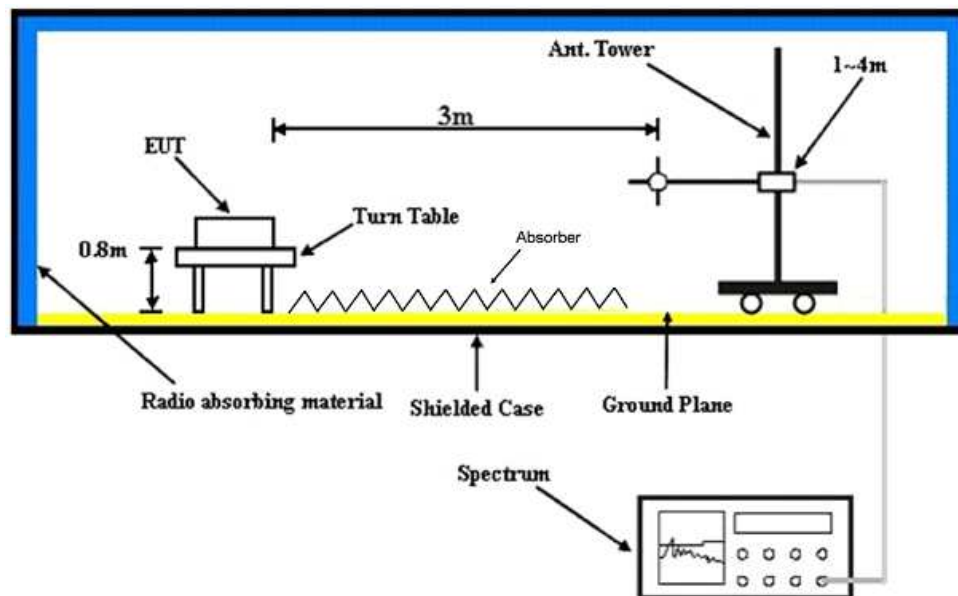 Ant. Tower
1~4m
3m
EUT
Turn Table
0.8m
Absorber
Radio absorbing material
Shielded Case
Ground Plane
Spectrum